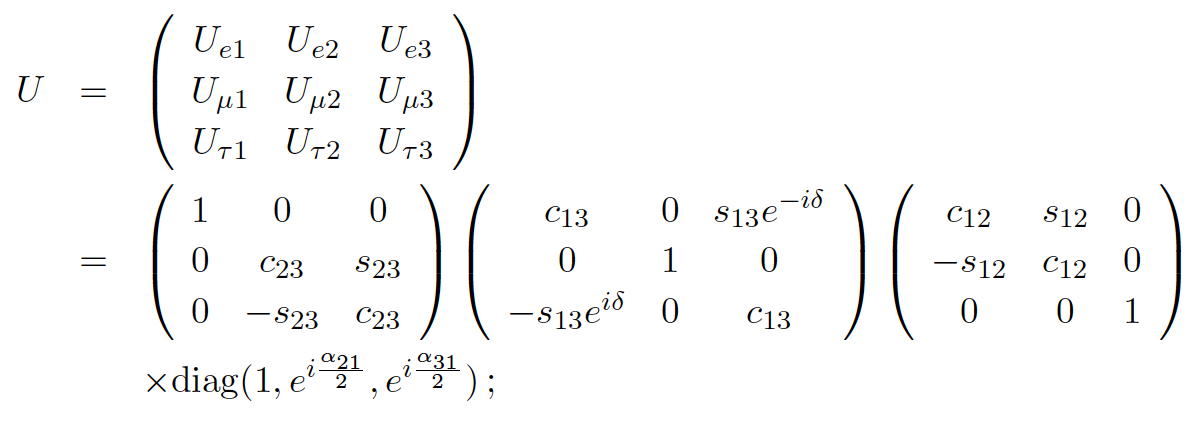 U = ( U_{e1} U_{e2} U_{e3}
U_{μ1} U_{μ2} U_{μ3}
U_{τ1} U_{τ2} U_{τ3} )
= ( 1 0 0 ) ( c_{13} 0 s_{13}e^{-iδ} ) ( c_{12} s_{12} 0 )
( 0 c_{23} s_{23} ) ( 0 1 0 ) ( -s_{12} c_{12} 0 )
( 0 -s_{23} c_{23} ) ( -s_{13}e^{iδ} 0 c_{13} ) ( 0 0 1 )
×diag(1, e^{i\frac{α_{21}}{2}}, e^{i\frac{α_{31}}{2}}) ;